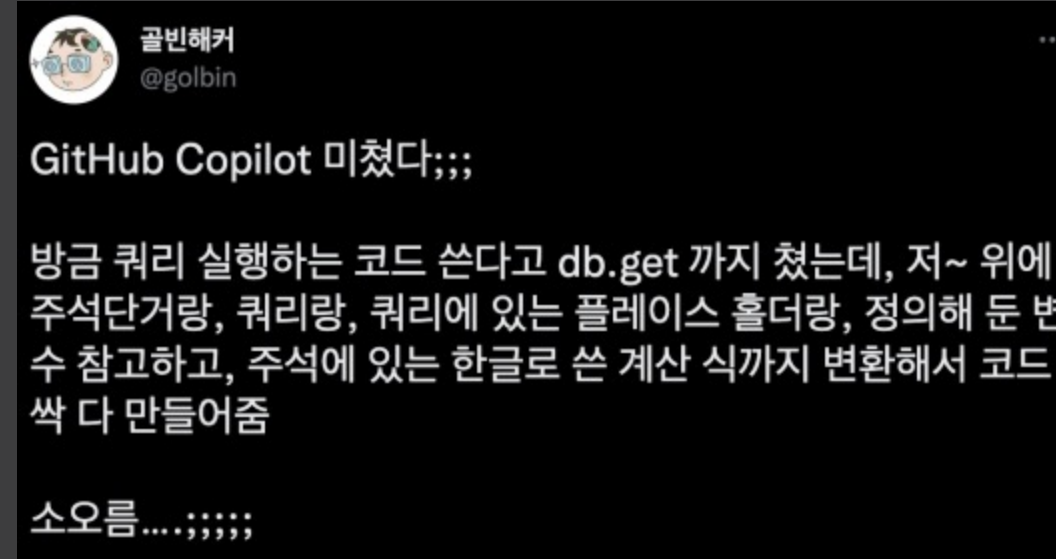 골빈해커
@golbin
GitHub Copilot 미쳤다;;;
방금 쿼리 실행하는 코드 쓴다고 db.get 까지 쳤는데, 저~ 위에
주석단거랑, 쿼리랑, 쿼리에 있는 플레이스 홀더랑, 정의해 둔 변
수 참고하고, 주석에 있는 한글로 쓴 계산 식까지 변환해서 코드
싹 다 만들어줌
소오름....;;;;;